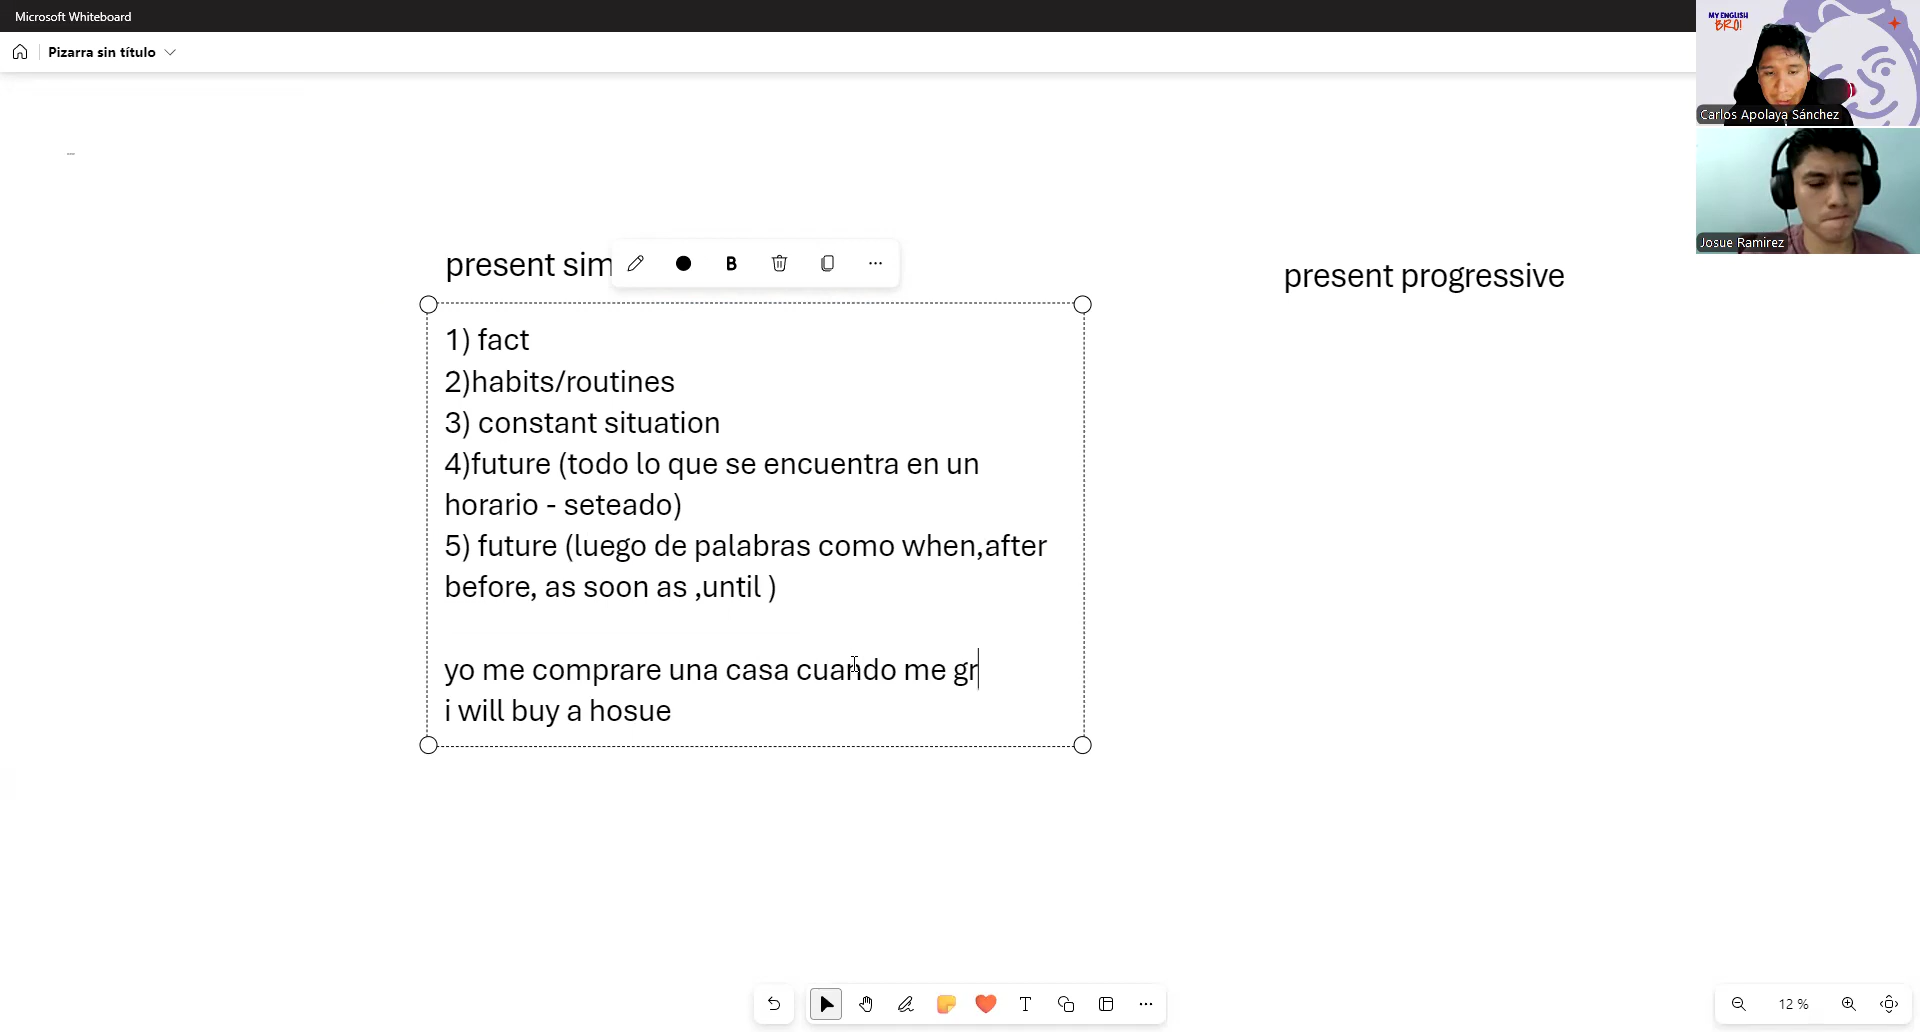 Microsoft Whiteboard
Pizarra sin título
MY ENGLISH
BRO!
Carlos Apolaya Sánchez
Josue Ramirez
present sim
B
present progressive
1) fact
2)habits/routines
3) constant situation
4)future (todo lo que se encuentra en un
horario - seteado)
5) future (luego de palabras como when,after
before, as soon as ,until )
yo me comprare una casa cuando me gr
i will buy a hosue
T
12 %